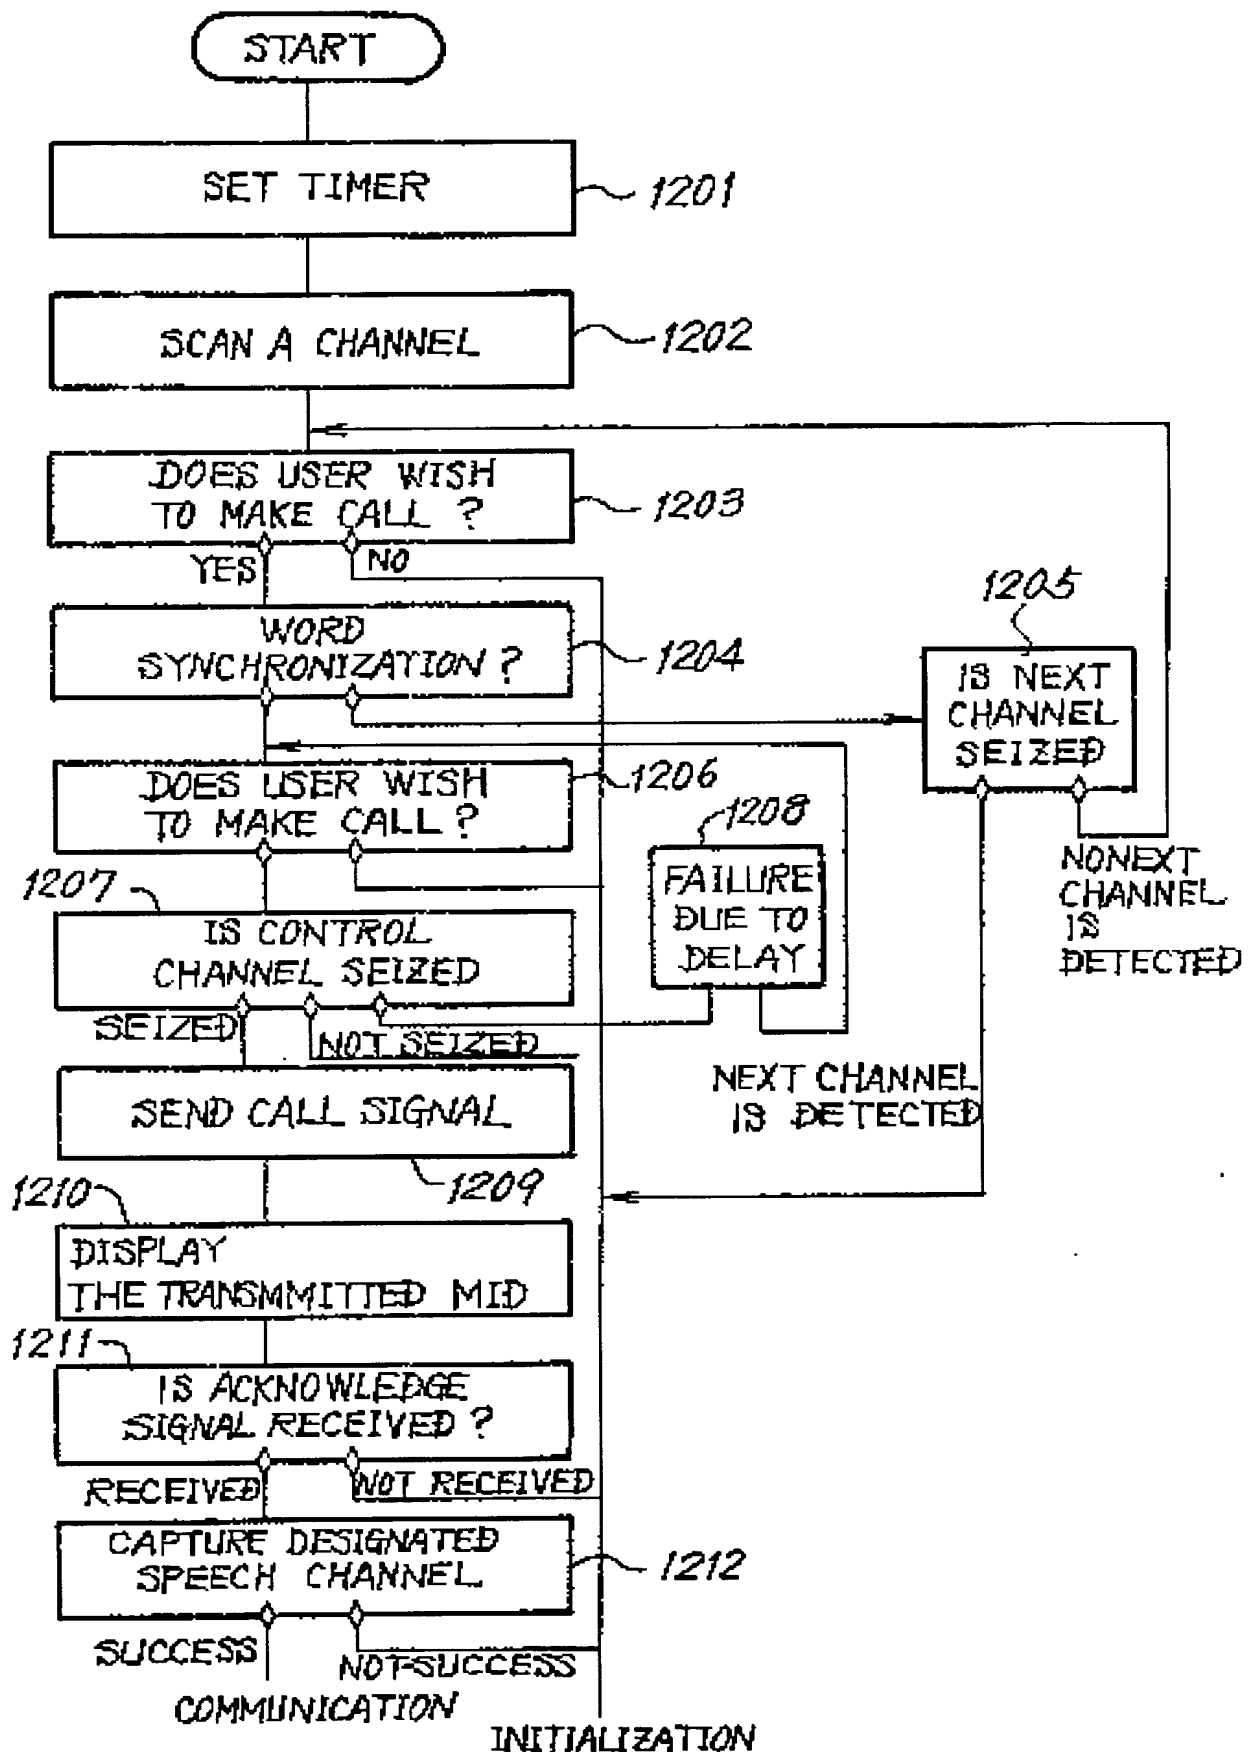 START
SET TIMER
1201
SCAN A CHANNEL
1202
DOES USER WISH
TO MAKE CALL ?
1203
YES
NO
WORD
SYNCHRONIZATION ?
1204
1205
IS NEXT
CHANNEL
SEIZED
DOES USER WISH
TO MAKE CALL ?
1206
1208
FAILURE
DUE TO
DELAY
NONEXT
CHANNEL
IS
DETECTED
1207
IS CONTROL
CHANNEL SEIZED
SEIZED
NOT SEIZED
NEXT CHANNEL
IS DETECTED
SEND CALL SIGNAL
1209
1210
DISPLAY
THE TRANSMMITTED MID
1211
IS ACKNOWLEDGE
SIGNAL RECEIVED ?
RECEIVED
NOT RECEIVED
CAPTURE DESIGNATED
SPEECH CHANNEL
1212
SUCCESS
NOT-SUCCESS
COMMUNICATION
INITIALIZATION